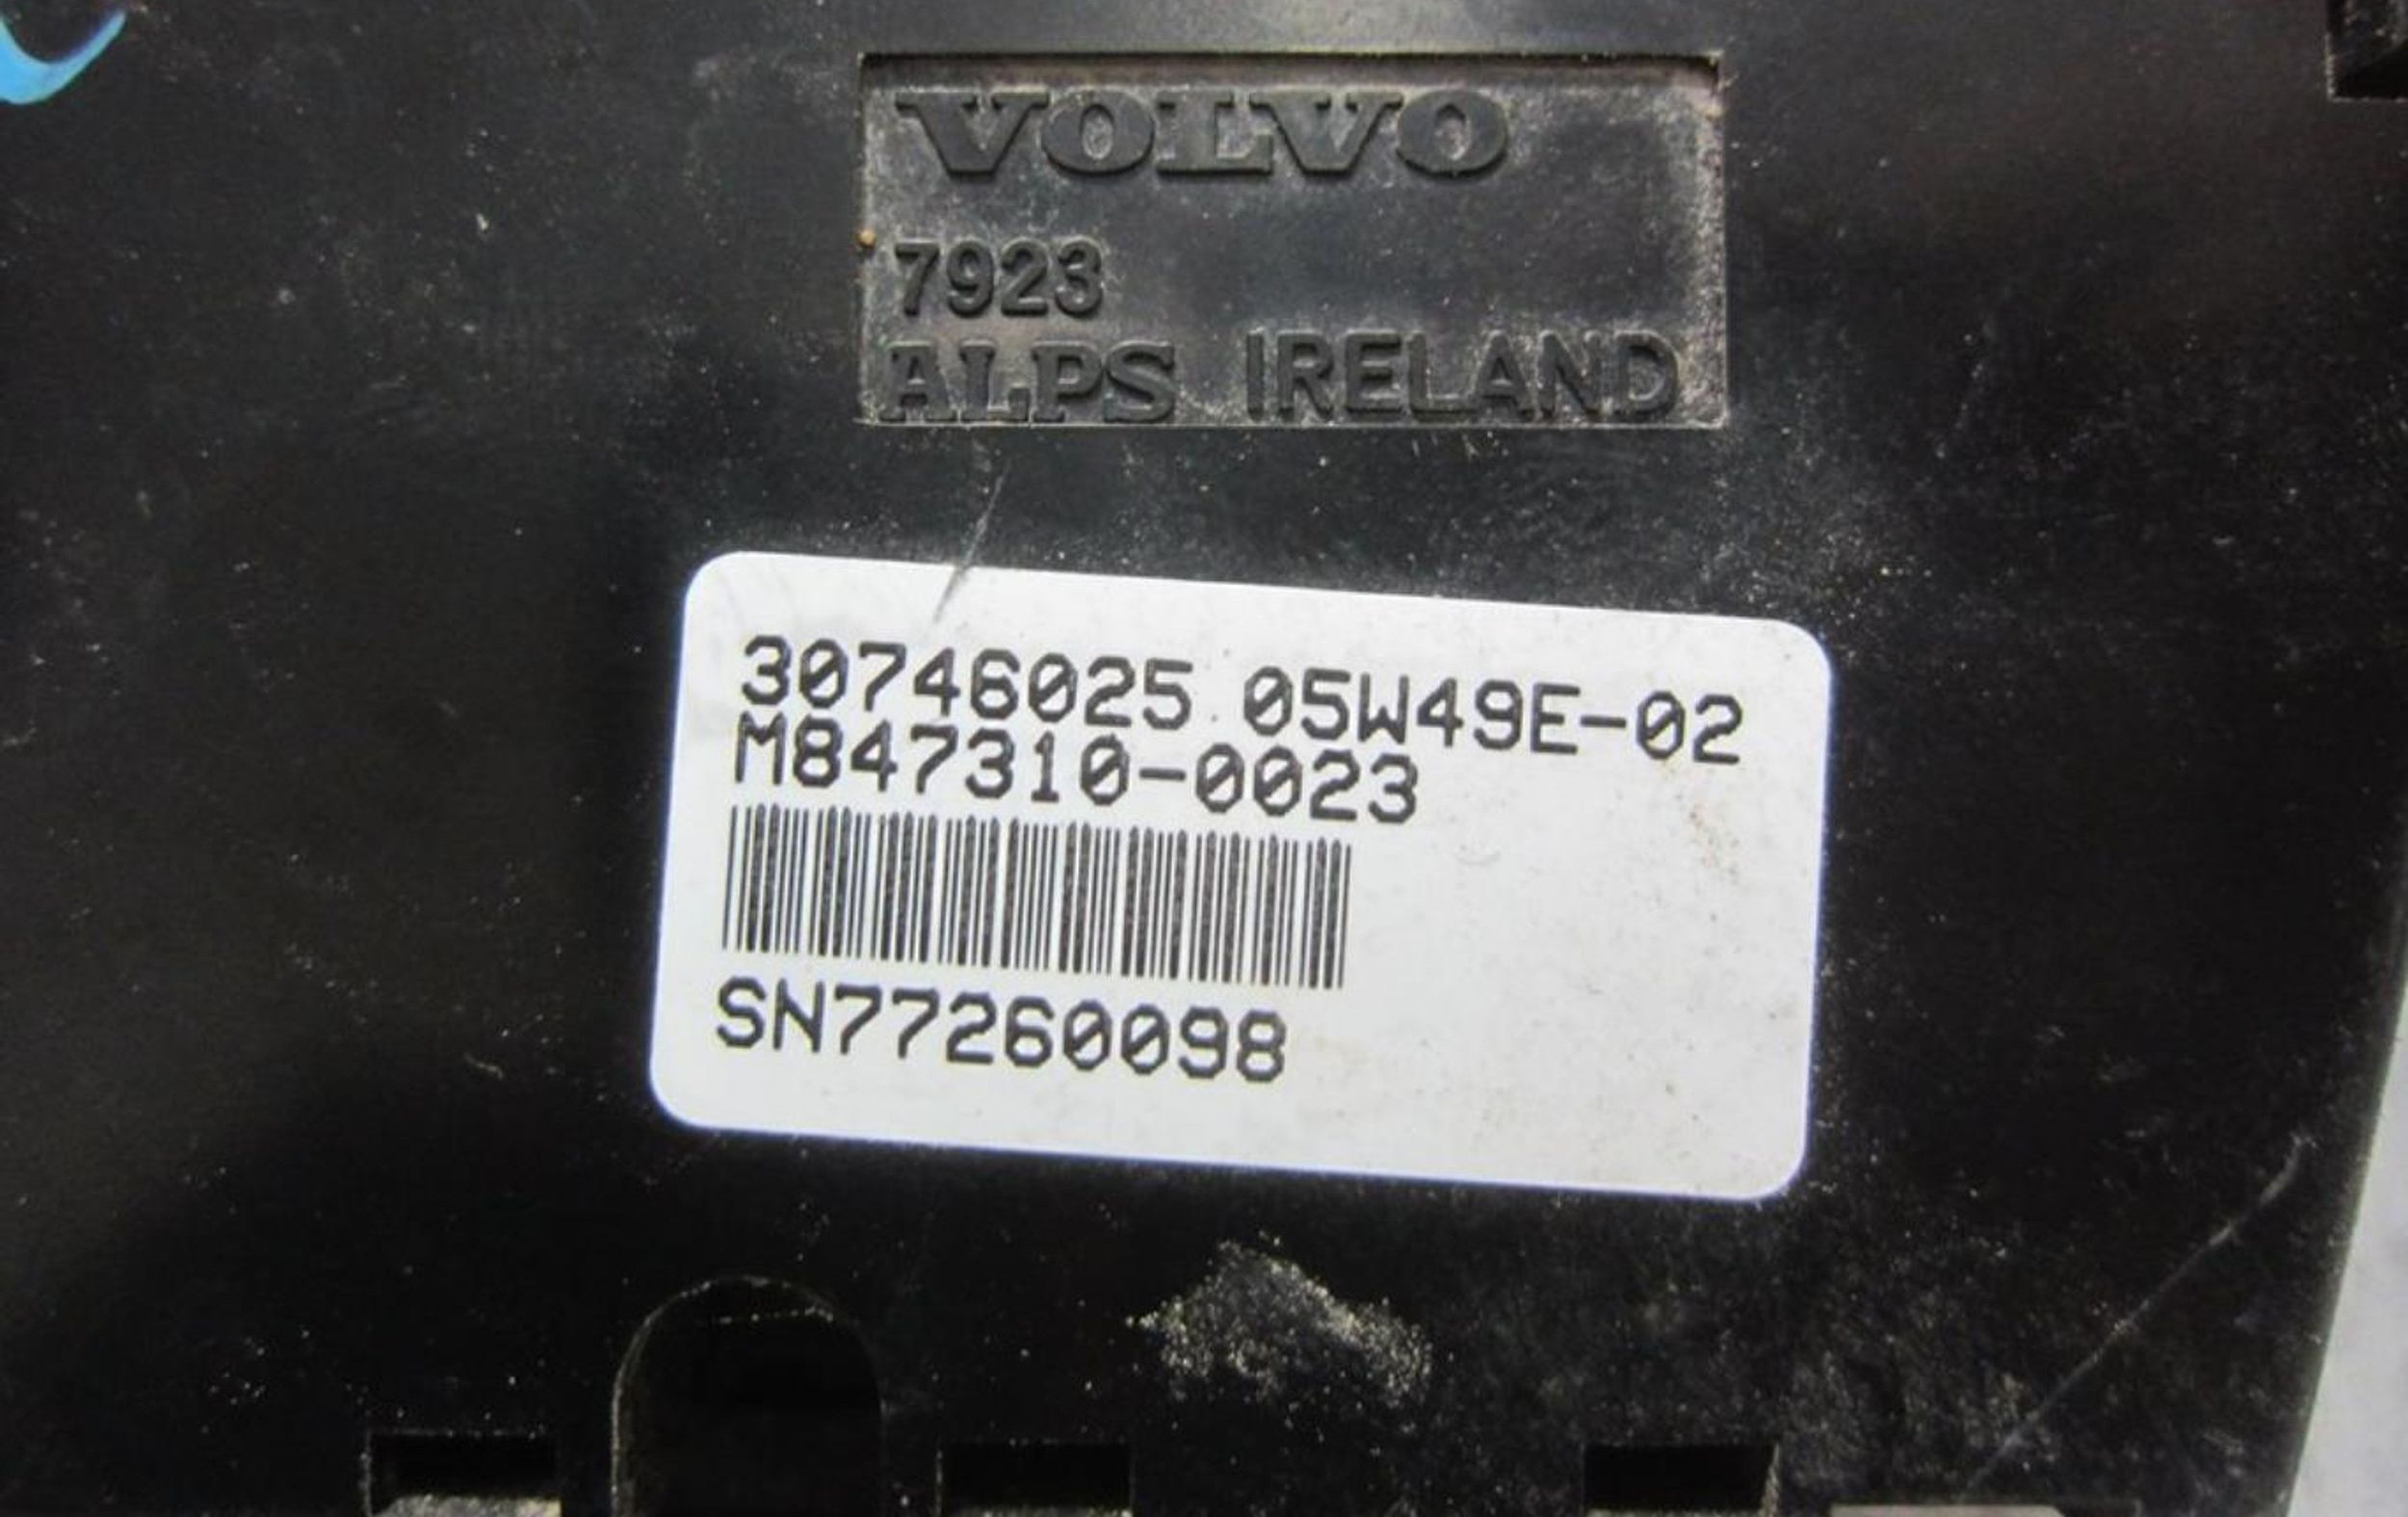 VOLVO
7923
ALPS IRELAND
30746025 05W49E-02
M847310-0023
SN77260098